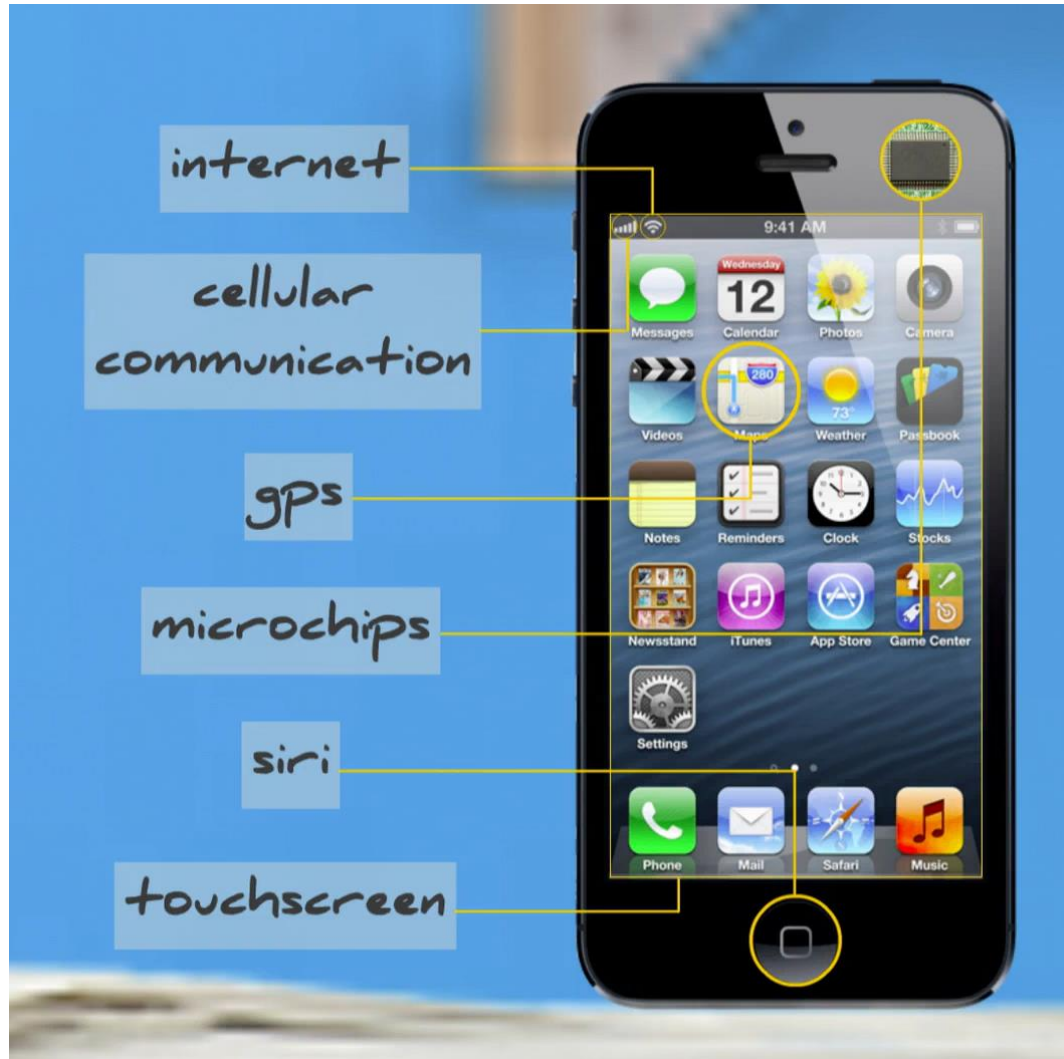 internet
cellular
communication
gps
microchips
siri
touchscreen
9:41 AM
Wednesday
12
Messages Calendar Photos Camera
280
73°
Videos Maps Weather Passbook
Notes Reminders Clock Stocks
Newsstand iTunes App Store Game Center
Settings
Phone Mail Safari Music